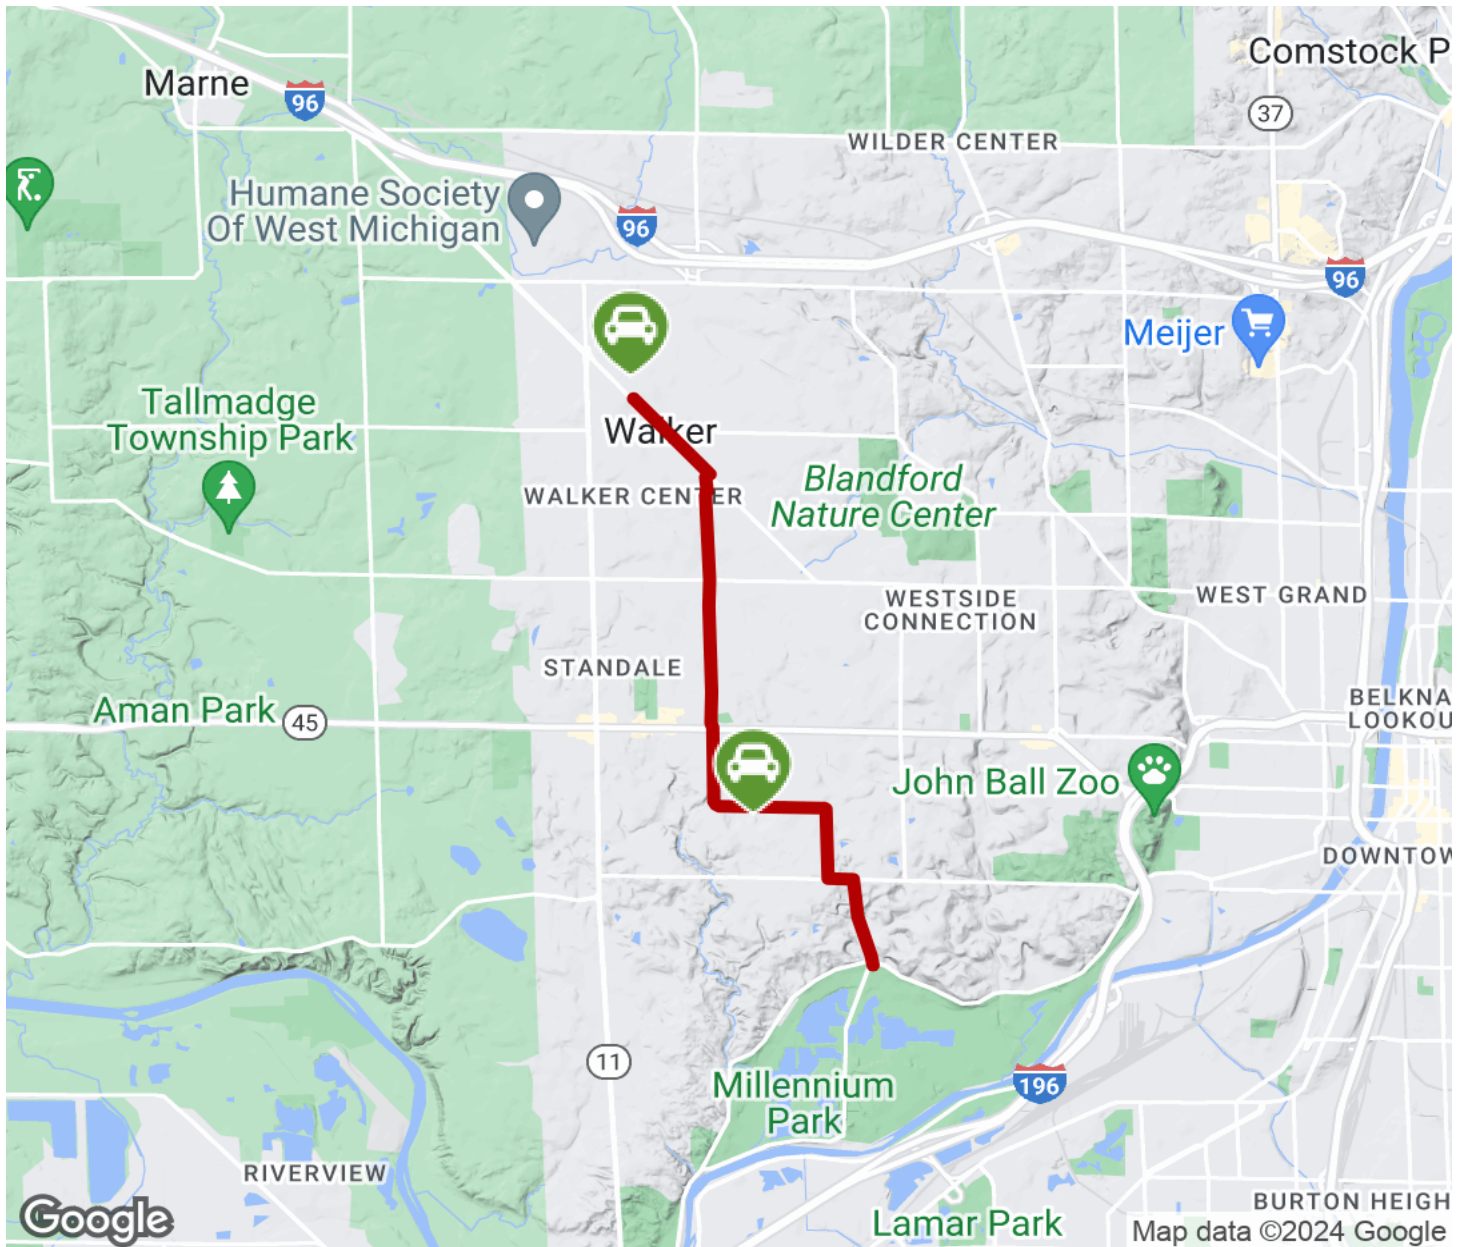 Comstock P
Marne
96
37
WILDER CENTER
Humane Society
Of West Michigan
96
96
Meijer
Tallmadge
Township Park
Walker
WALKER CENTER
Blandford
Nature Center
WESTSIDE
CONNECTION
WEST GRAND
STANDALE
Aman Park
45
BELKNA
LOOKOU
John Ball Zoo
DOWNTOW
11
Millennium
Park
196
RIVERVIEW
BURTON HEIGH
Google
Lamar Park
Map data ©2024 Google